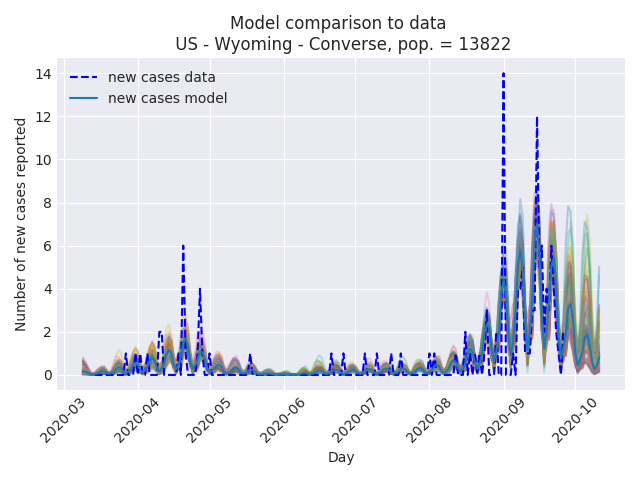 Model comparison to data
US - Wyoming - Converse, pop. = 13822
new cases data
new cases model
Number of new cases reported
14
12
10
8
6
4
2
0
2020-03
2020-04
2020-05
2020-06
2020-07
2020-08
2020-09
2020-10
Day